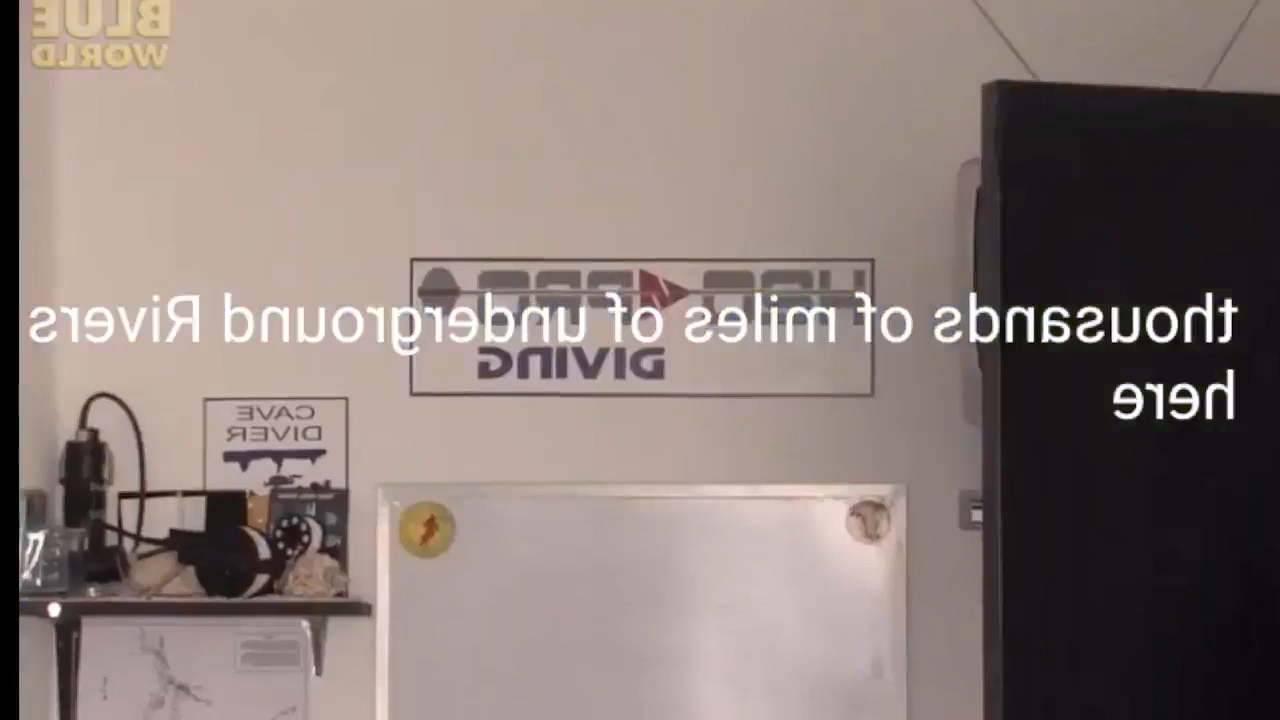 BLUE
WORLD
thousands of miles of underground Rivers
here
DIVING
CAVE
DIVER